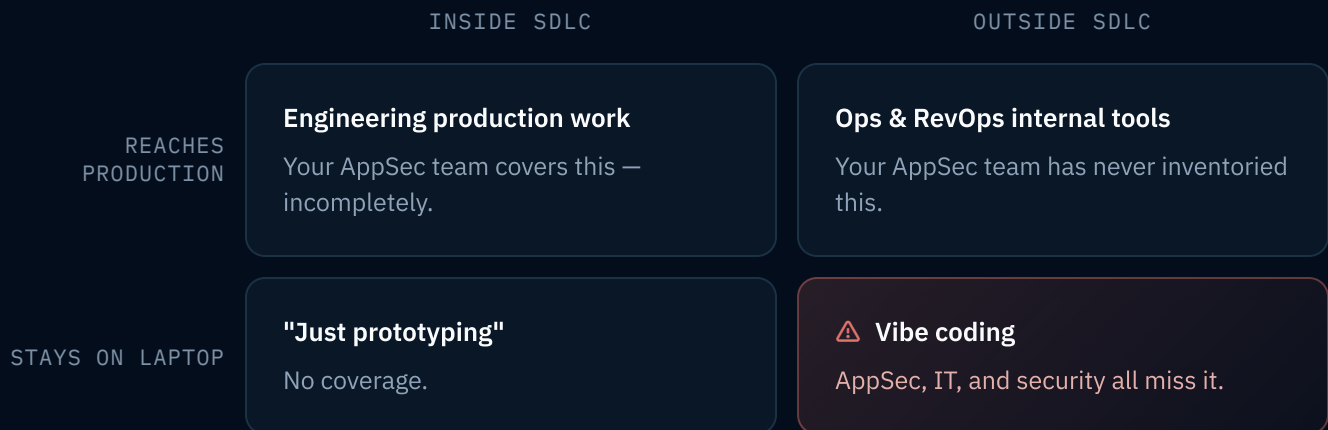 INSIDE SDLC
OUTSIDE SDLC
REACHES
PRODUCTION
Engineering production work
Your AppSec team covers this —
incompletely.
Ops & RevOps internal tools
Your AppSec team has never inventoried
this.
STAYS ON LAPTOP
"Just prototyping"
No coverage.
Vibe coding
AppSec, IT, and security all miss it.